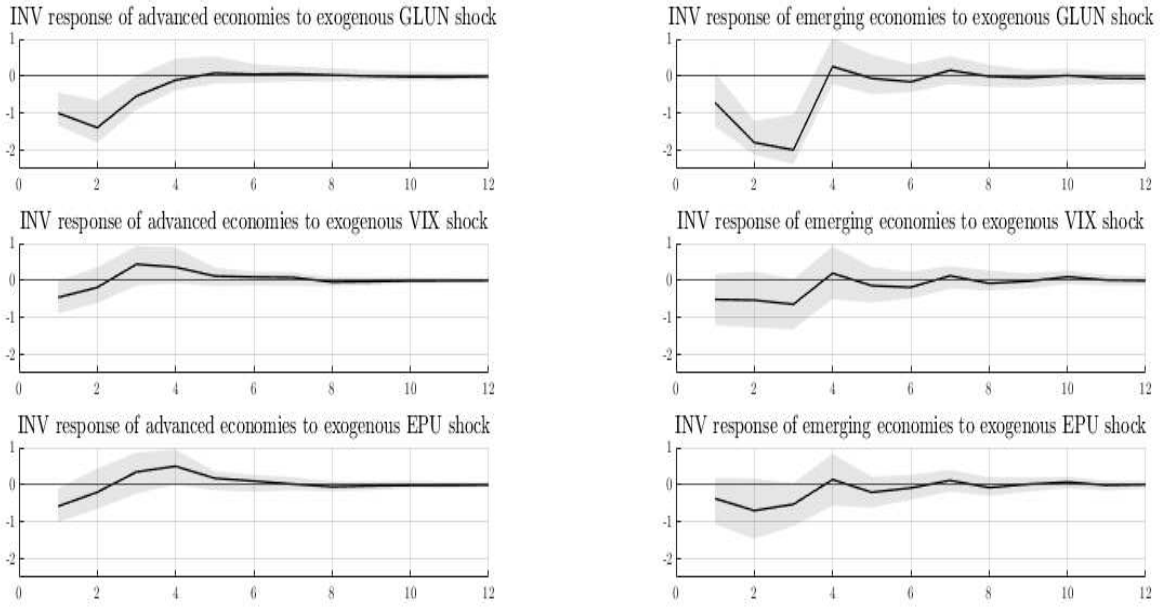 INV response of advanced economies to exogenous GLUN shock
1
0
-1
-2
0 2 4 6 8 10 12
INV response of emerging economies to exogenous GLUN shock
1
0
-1
-2
0 2 4 6 8 10 12
INV response of advanced economies to exogenous VIX shock
1
0
-1
-2
0 2 4 6 8 10 12
INV response of emerging economies to exogenous VIX shock
1
0
-1
-2
0 2 4 6 8 10 12
INV response of advanced economies to exogenous EPU shock
1
0
-1
-2
0 2 4 6 8 10 12
INV response of emerging economies to exogenous EPU shock
1
0
-1
-2
0 2 4 6 8 10 12